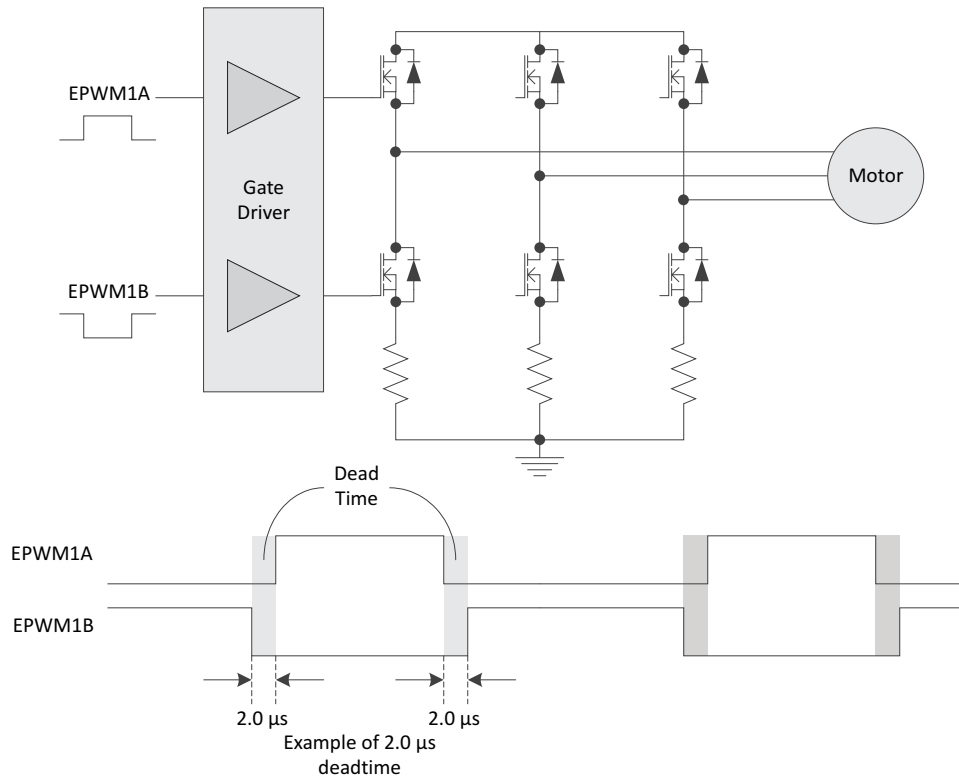 EPWM1A
Gate
Driver
Motor
EPWM1B
Dead
Time
EPWM1A
EPWM1B
2.0 µs
2.0 µs
Example of 2.0 µs
deadtime